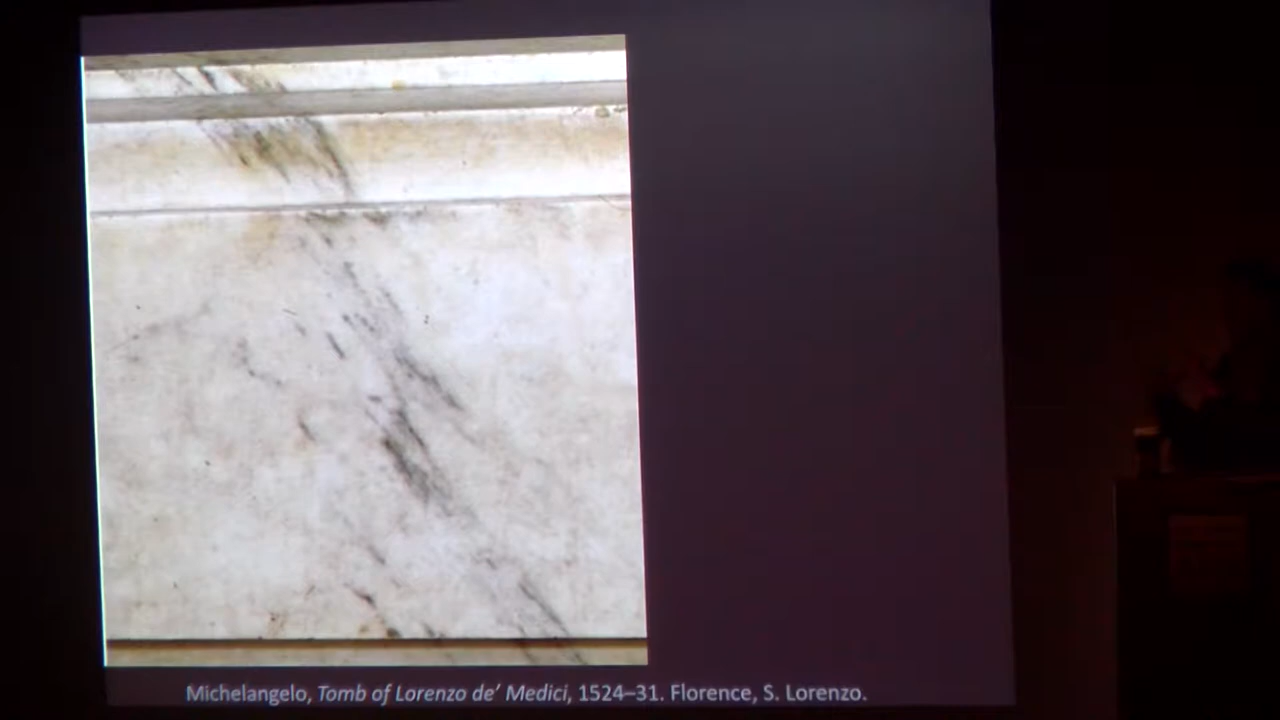 Michelangelo, Tomb of Lorenzo de' Medici, 1524–31. Florence, S. Lorenzo.